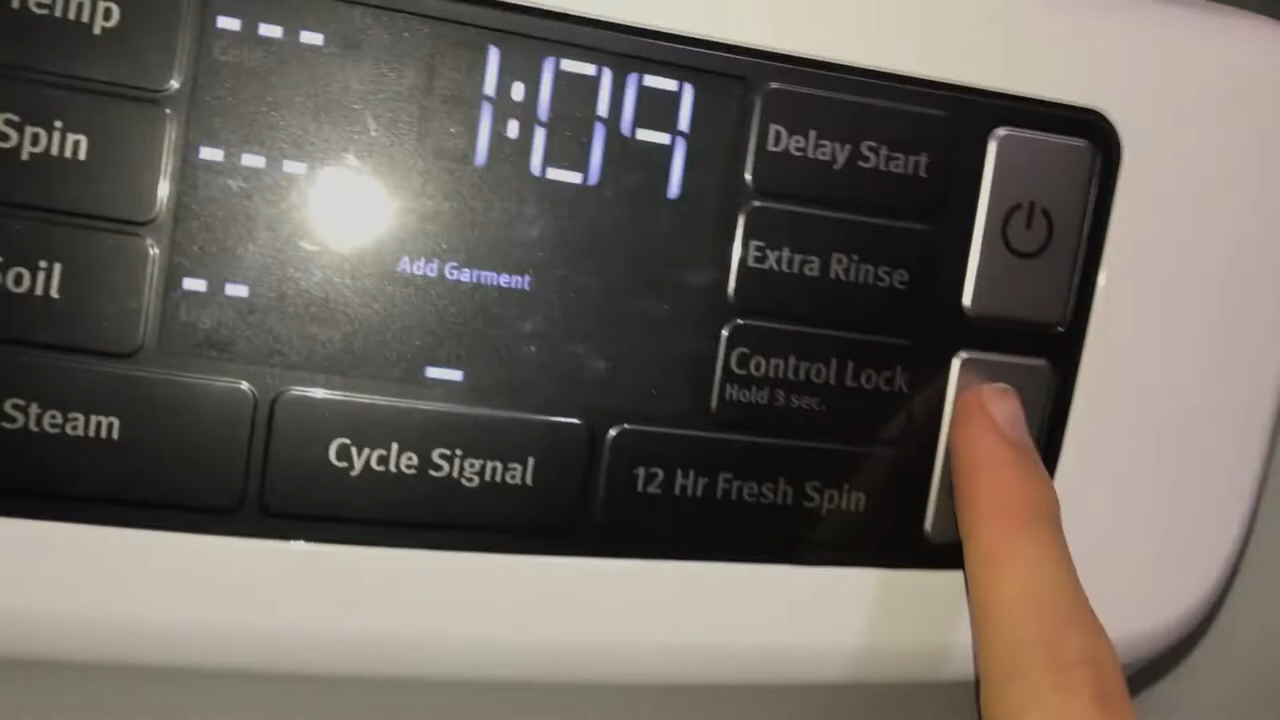 Temp
1:09
Delay Start
Spin
Add Garment
Extra Rinse
Soil
Light
Control Lock
Hold 3 sec.
Steam
Cycle Signal
12 Hr Fresh Spin